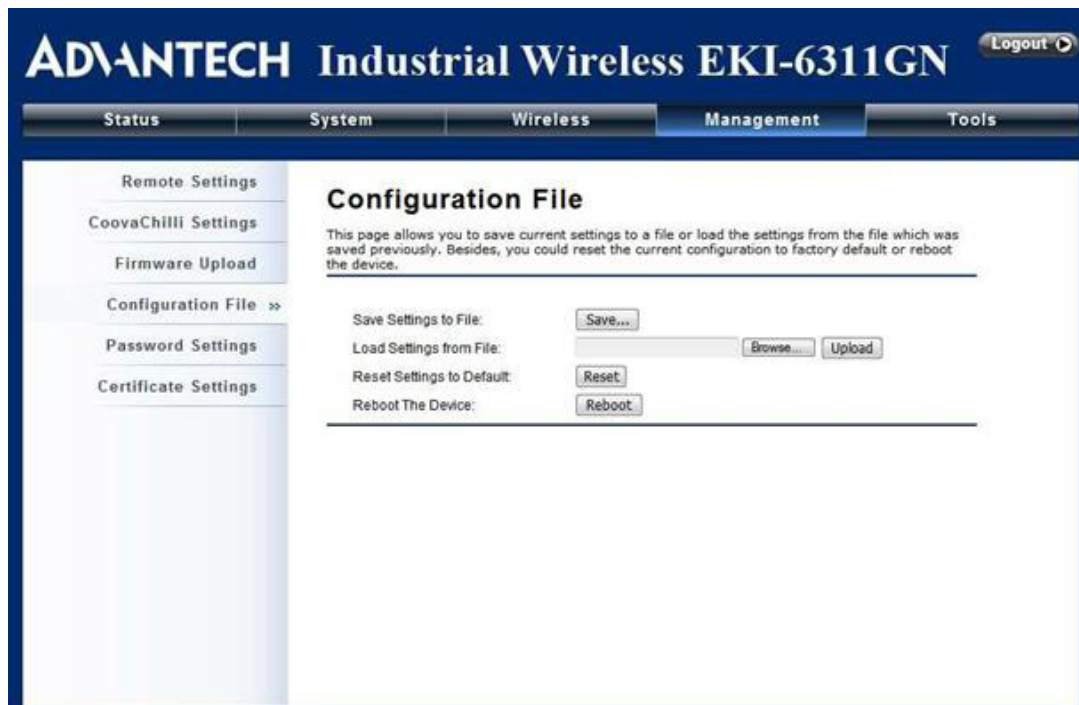 ADVANTECH Industrial Wireless EKI-6311GN
Logout
Status System Wireless Management Tools
Remote Settings
CoovaChilli Settings
Firmware Upload
Configuration File »
Password Settings
Certificate Settings
Configuration File
This page allows you to save current settings to a file or load the settings from the file which was
saved previously. Besides, you could reset the current configuration to factory default or reboot
the device.
Save Settings to File: Save...
Load Settings from File: Browse... Upload
Reset Settings to Default: Reset
Reboot The Device: Reboot